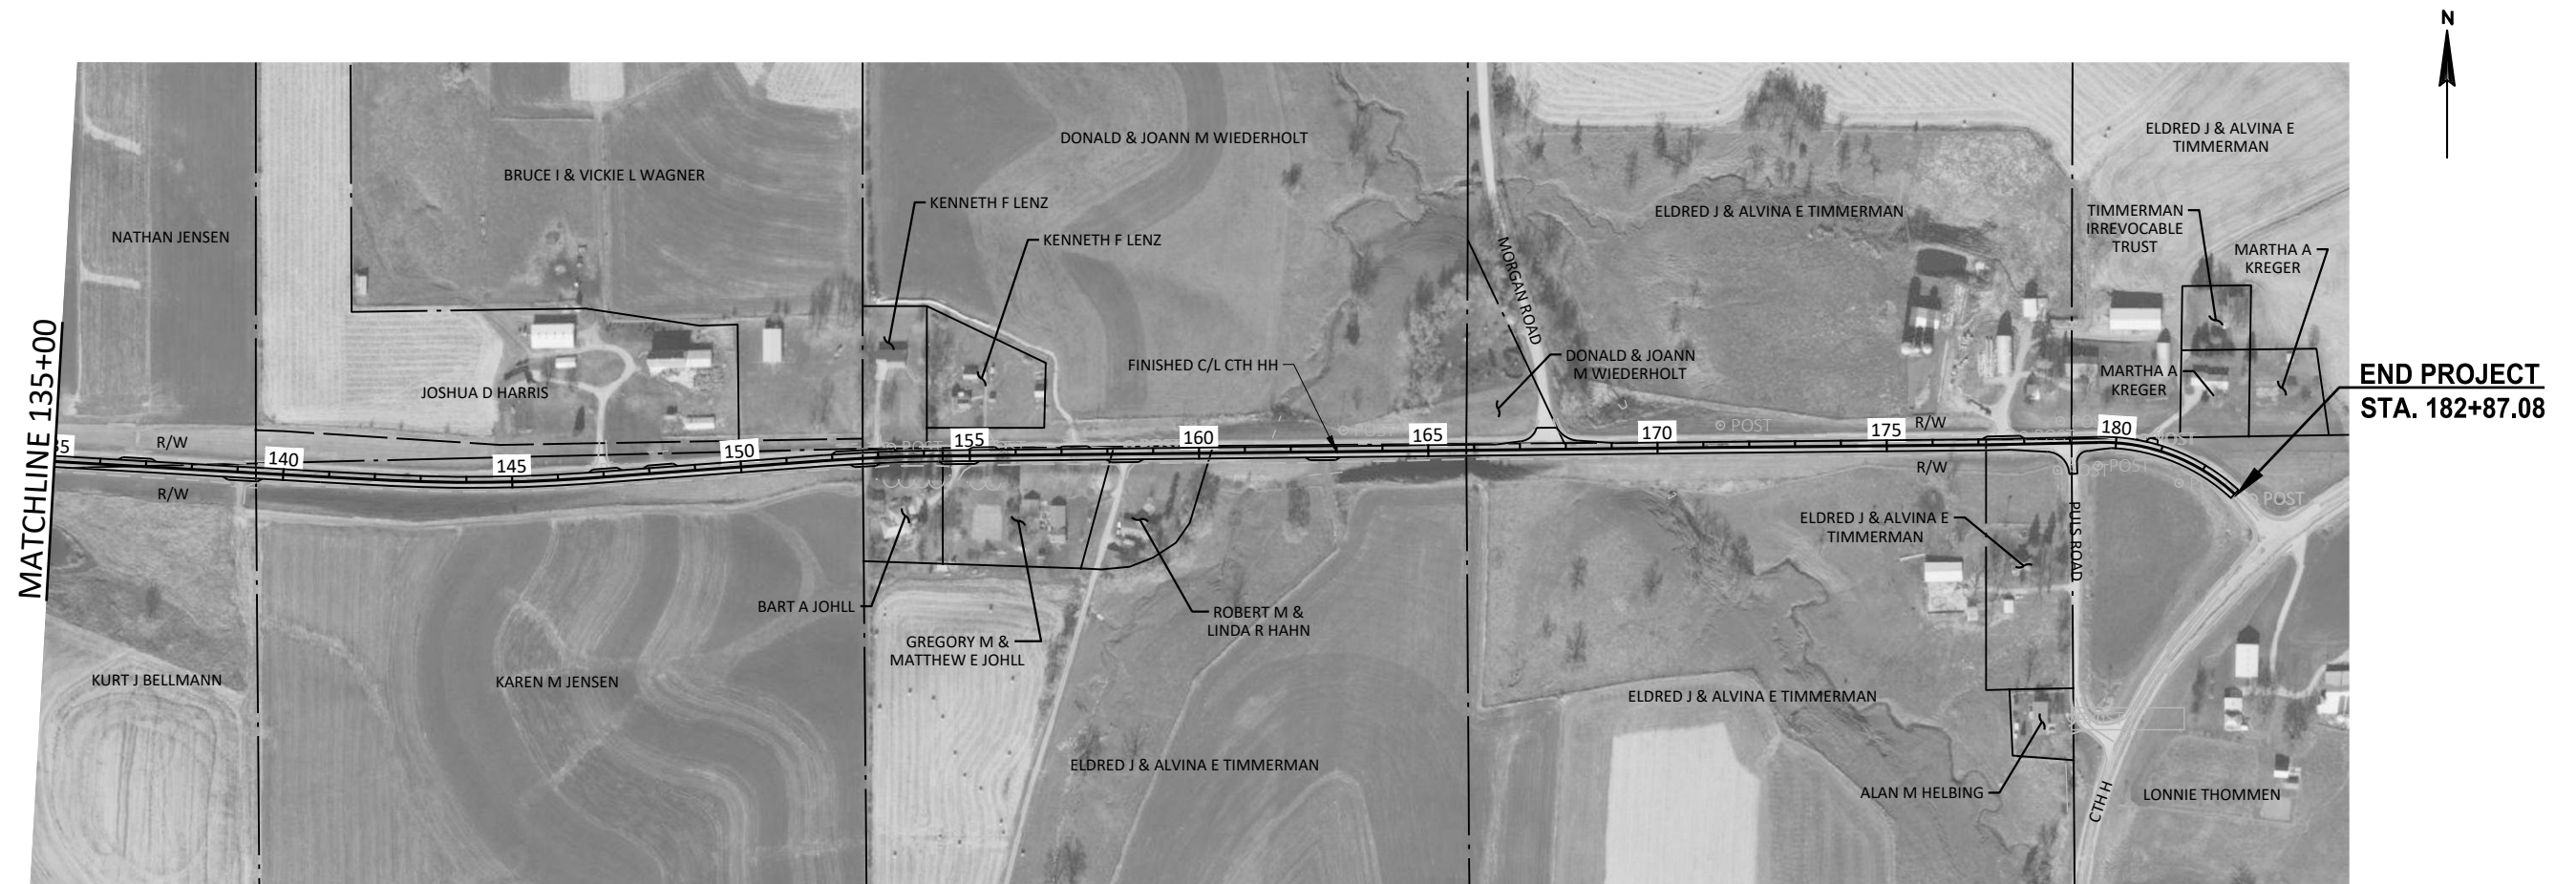 N
ELDRED J & ALVINA E
TIMMERMAN
DONALD & JOANN M WIEDERHOLT
BRUCE I & VICKIE L WAGNER
KENNETH F LENZ
ELDRED J & ALVINA E TIMMERMAN
TIMMERMAN
IRREVOCABLE
TRUST
NATHAN JENSEN
KENNETH F LENZ
MORGAN ROAD
MARTHA A
KREGER
FINISHED C/L CTH HH
DONALD & JOANN
M WIEDERHOLT
MARTHA A
KREGER
END PROJECT
STA. 182+87.08
JOSHUA D HARRIS
MATCHLINE 135+00
R/W
R/W
POST
POST
POST
35
140
145
150
155
160
165
170
175
180
R/W
R/W
POST
POST
ELDRED J & ALVINA E
TIMMERMAN
PULS ROAD
BART A JOHLL
ROBERT M &
LINDA R HAHN
GREGORY M &
MATTHEW E JOHLL
KURT J BELLMANN
KAREN M JENSEN
ELDRED J & ALVINA E TIMMERMAN
ELDRED J & ALVINA E TIMMERMAN
ALAN M HELBING
CTH H
LONNIE THOMMEN